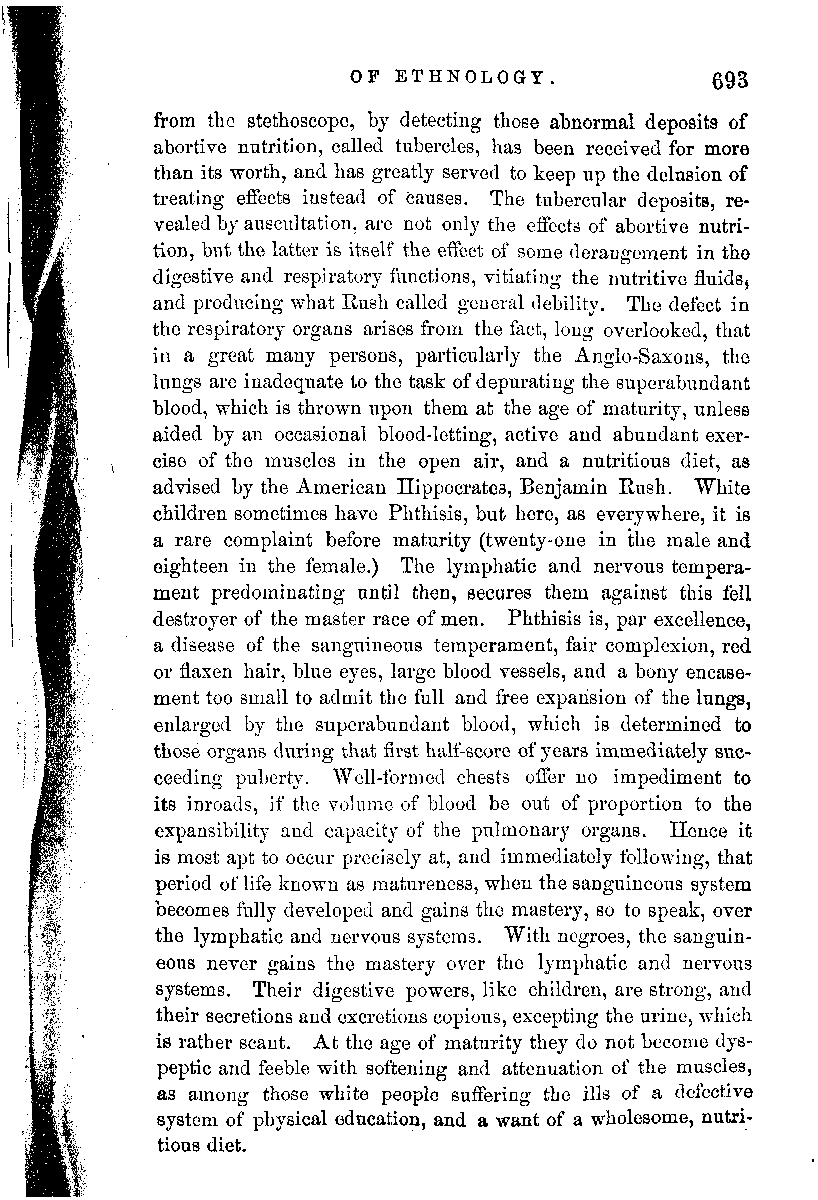 OF ETHNOLOGY. 693
from the stethoscope, by detecting those abnormal deposits of
abortive nutrition, called tubercles, has been received for more
than its worth, and has greatly served to keep up the delusion of
treating effects instead of causes. The tubercular deposits, re-
vealed by auscultation, are not only the effects of abortive nutri-
tion, but the latter is itself the effect of some derangement in the
digestive and respiratory functions, vitiating the nutritive fluids,
and producing what Rush called general debility. The defect in
the respiratory organs arises from the fact, long overlooked, that
in a great many persons, particularly the Anglo-Saxons, the
lungs are inadequate to the task of depurating the superabundant
blood, which is thrown upon them at the age of maturity, unless
aided by an occasional blood-letting, active and abundant exer-
cise of the muscles in the open air, and a nutritious diet, as
advised by the American Hippocrates, Benjamin Rush. White
children sometimes have Phthisis, but here, as everywhere, it is
a rare complaint before maturity (twenty-one in the male and
eighteen in the female.) The lymphatic and nervous tempera-
ment predominating until then, secures them against this fell
destroyer of the master race of men. Phthisis is, par excellence,
a disease of the sanguineous temperament, fair complexion, red
or flaxen hair, blue eyes, large blood vessels, and a bony encase-
ment too small to admit the full and free expansion of the lungs,
enlarged by the superabundant blood, which is determined to
those organs during that first half-score of years immediately suc-
ceeding puberty. Well-formed chests offer no impediment to
its inroads, if the volume of blood be out of proportion to the
expansibility and capacity of the pulmonary organs. Hence it
is most apt to occur precisely at, and immediately following, that
period of life known as matureness, when the sanguineous system
becomes fully developed and gains the mastery, so to speak, over
the lymphatic and nervous systems. With negroes, the sanguin-
eous never gains the mastery over the lymphatic and nervous
systems. Their digestive powers, like children, are strong, and
their secretions and excretions copious, excepting the urine, which
is rather scant. At the age of maturity they do not become dys-
peptic and feeble with softening and attenuation of the muscles,
as among those white people suffering the ills of a defective
system of physical education, and a want of a wholesome, nutri-
tious diet.